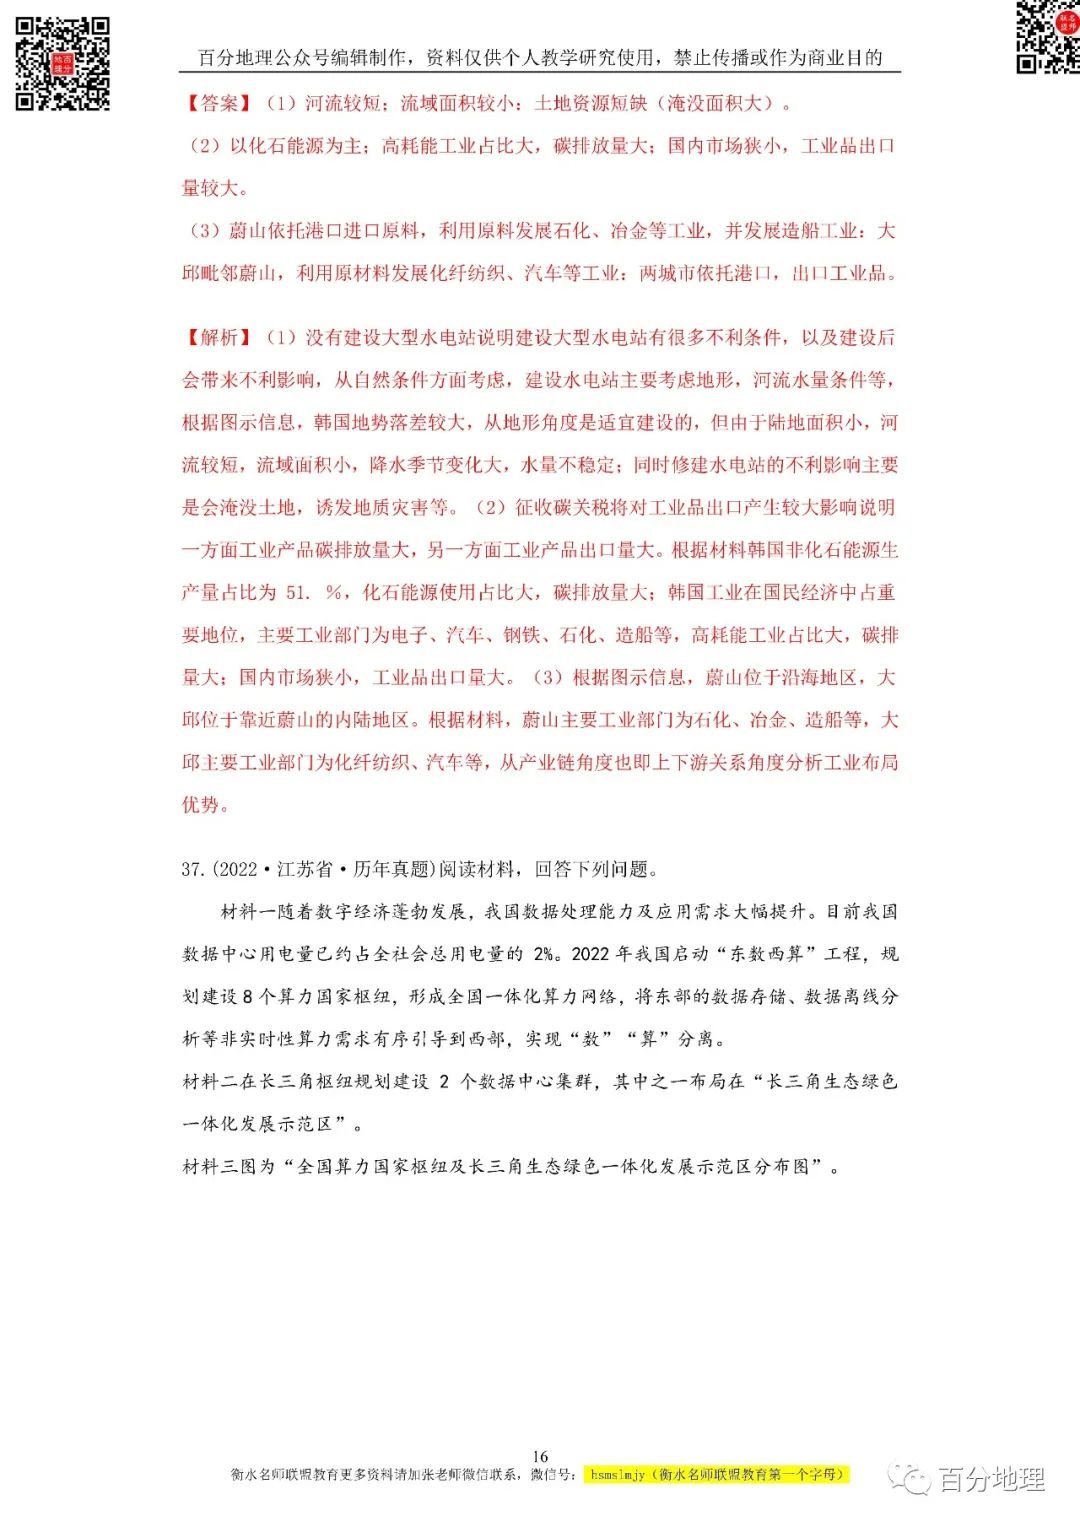 百分地理公众号编辑制作，资料仅供个人教学研究使用，禁止传播或作为商业目的
【答案】（1）河流较短；流域面积较小：土地资源短缺（淹没面积大）。
（2）以化石能源为主；高耗能工业占比大，碳排放量大；国内市场狭小，工业品出口
量较大。
（3）蔚山依托港口进口原料，利用原料发展石化、冶金等工业，并发展造船工业：大
邱毗邻蔚山，利用原材料发展化纤纺织、汽车等工业：两城市依托港口，出口工业品。
【解析】（1）没有建设大型水电站说明建设大型水电站有很多不利条件，以及建设后
会带来不利影响，从自然条件方面考虑，建设水电站主要考虑地形，河流水量条件等，
根据图示信息，韩国地势落差较大，从地形角度是适宜建设的，但由于陆地面积小，河
流较短，流域面积小，降水季节变化大，水量不稳定；同时修建水电站的不利影响主要
是会淹没土地，诱发地质灾害等。（2）征收碳关税将对工业品出口产生较大影响说明
一方面工业产品碳排放量大，另一方面工业产品出口量大。根据材料韩国非化石能源生
产量占比为 51. %，化石能源使用占比大，碳排放量大；韩国工业在国民经济中占重
要地位，主要工业部门为电子、汽车、钢铁、石化、造船等，高耗能工业占比大，碳排
量大；国内市场狭小，工业品出口量大。（3）根据图示信息，蔚山位于沿海地区，大
邱位于靠近蔚山的内陆地区。根据材料，蔚山主要工业部门为石化、冶金、造船等，大
邱主要工业部门为化纤纺织、汽车等，从产业链角度也即上下游关系角度分析工业布局
优势。
37.(2022·江苏省·历年真题)阅读材料，回答下列问题。
材料一随着数字经济蓬勃发展，我国数据处理能力及应用需求大幅提升。目前我国
数据中心用电量已约占全社会总用电量的 2%。2022年我国启动“东数西算”工程，规
划建设8个算力国家枢纽，形成全国一体化算力网络，将东部的数据存储、数据离线分
析等非实时性算力需求有序引导到西部，实现“数”“算”分离。
材料二在长三角枢纽规划建设 2 个数据中心集群，其中之一布局在“长三角生态绿色
一体化发展示范区”。
材料三图为“全国算力国家枢纽及长三角生态绿色一体化发展示范区分布图”。
16
衡水名师联盟教育更多资料请加张老师微信联系，微信号：hsmslmjy（衡水名师联盟教育第一个字母）
百分地理